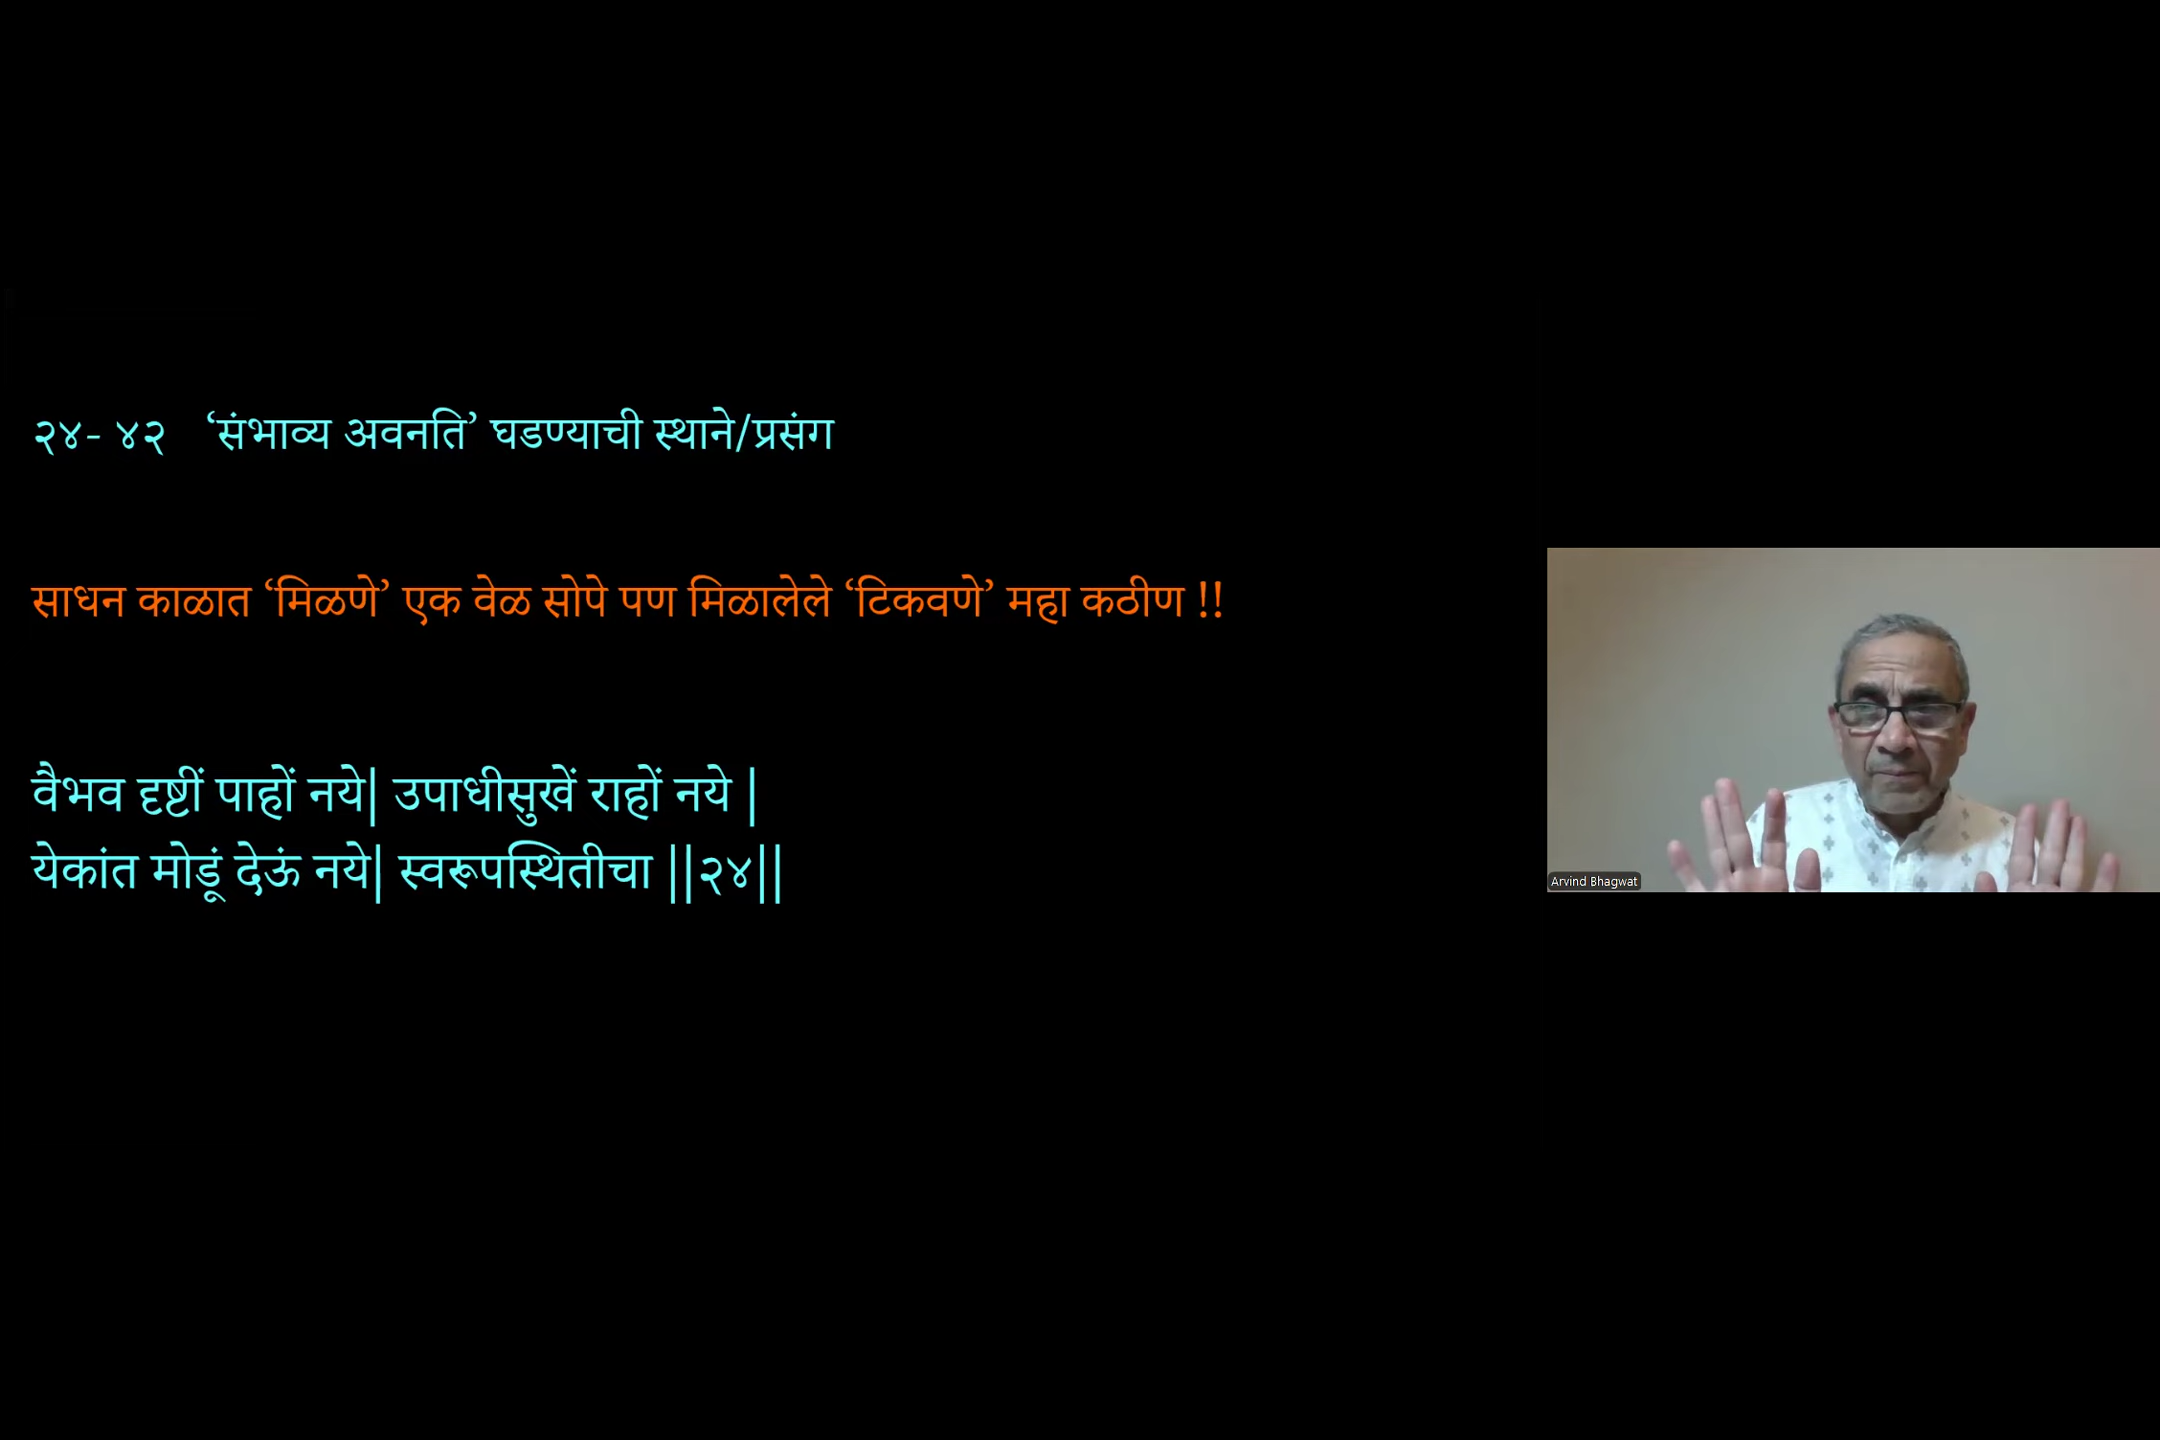 २४- ४२ ‘संभाव्य अवनति’ घडण्याची स्थाने/प्रसंग
साधन काळात ‘मिळणे’ एक वेळ सोपे पण मिळालेले ‘टिकवणे’ महा कठीण !!
वैभव दृष्टीं पाहों नये| उपाधीसुखें राहों नये |
येकांत मोडूं देऊं नये| स्वरूपस्थितीचा ||२४||
Arvind Bhagwat